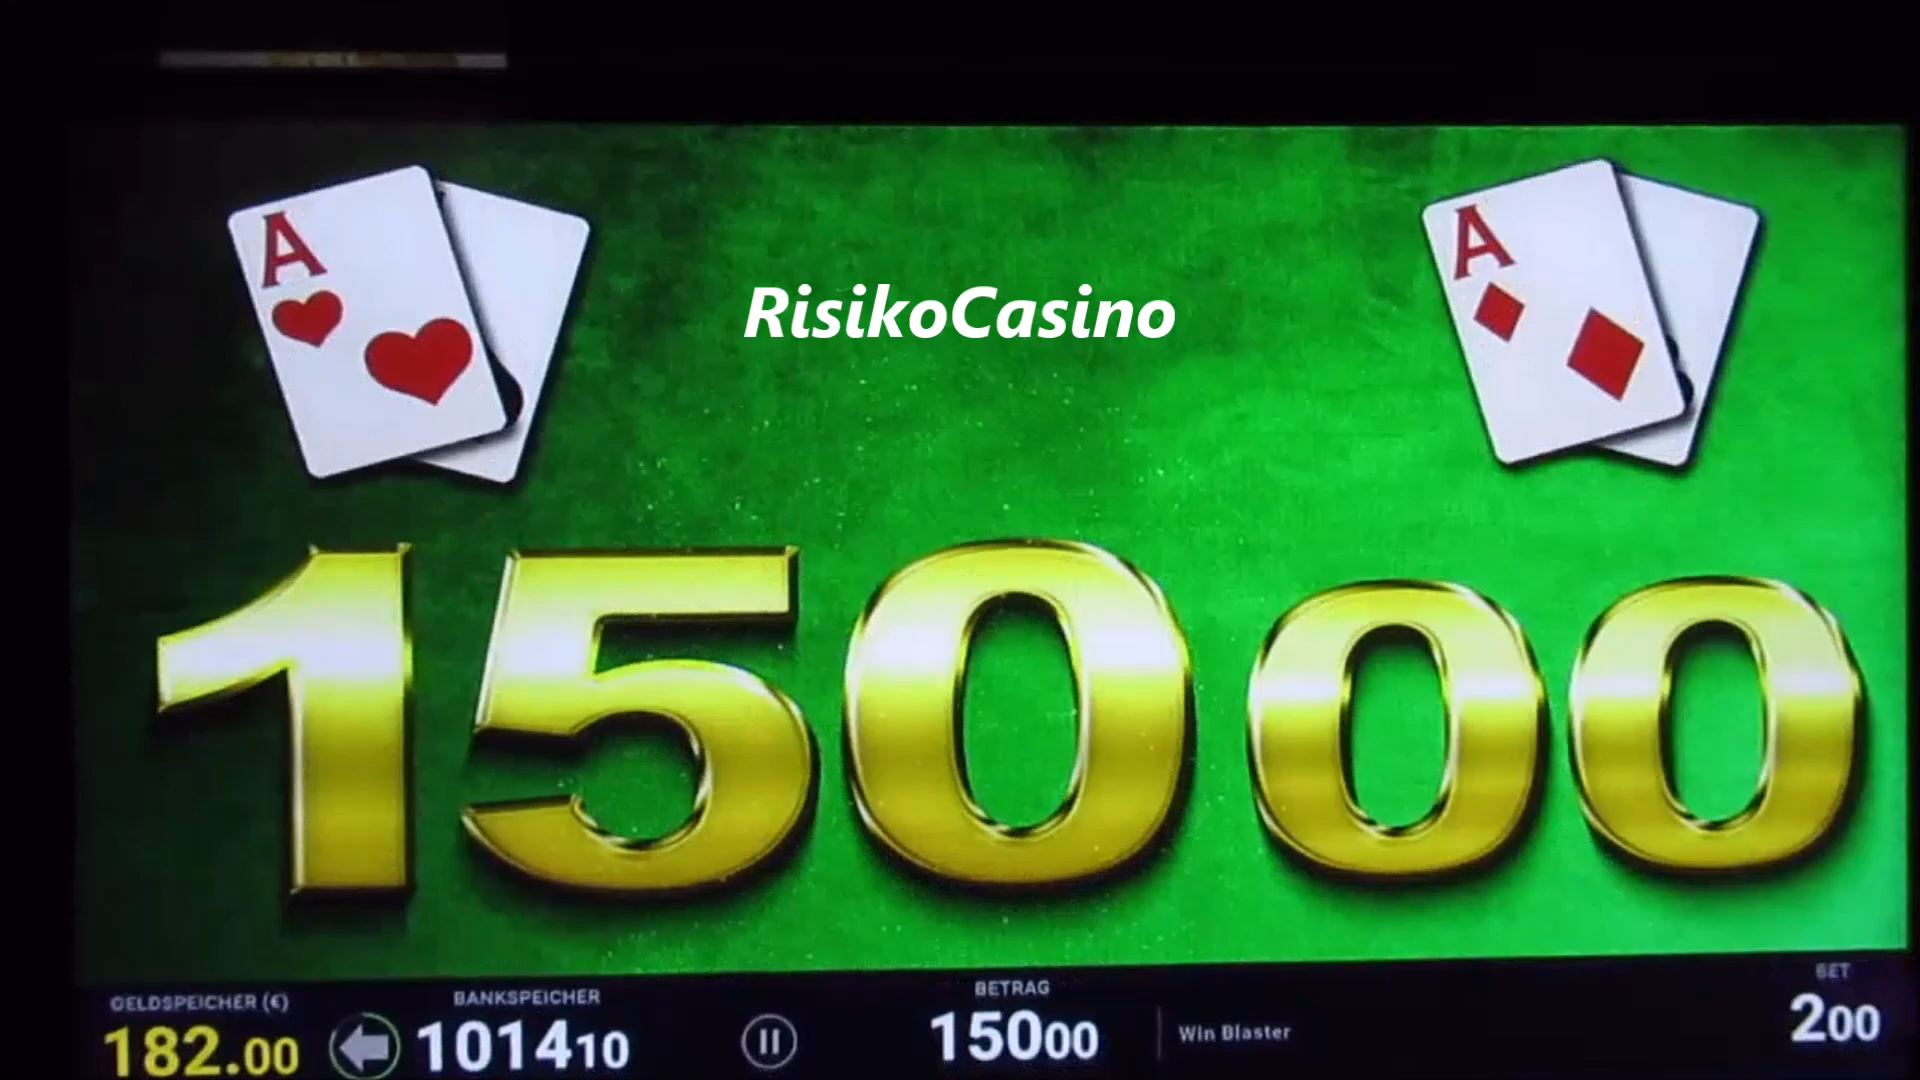 A
A
RisikoCasino
15000
GELDSPEICHER (€)
182.00
BANKSPEICHER
101410
BETRAG
15000
Win Blaster
BET
200